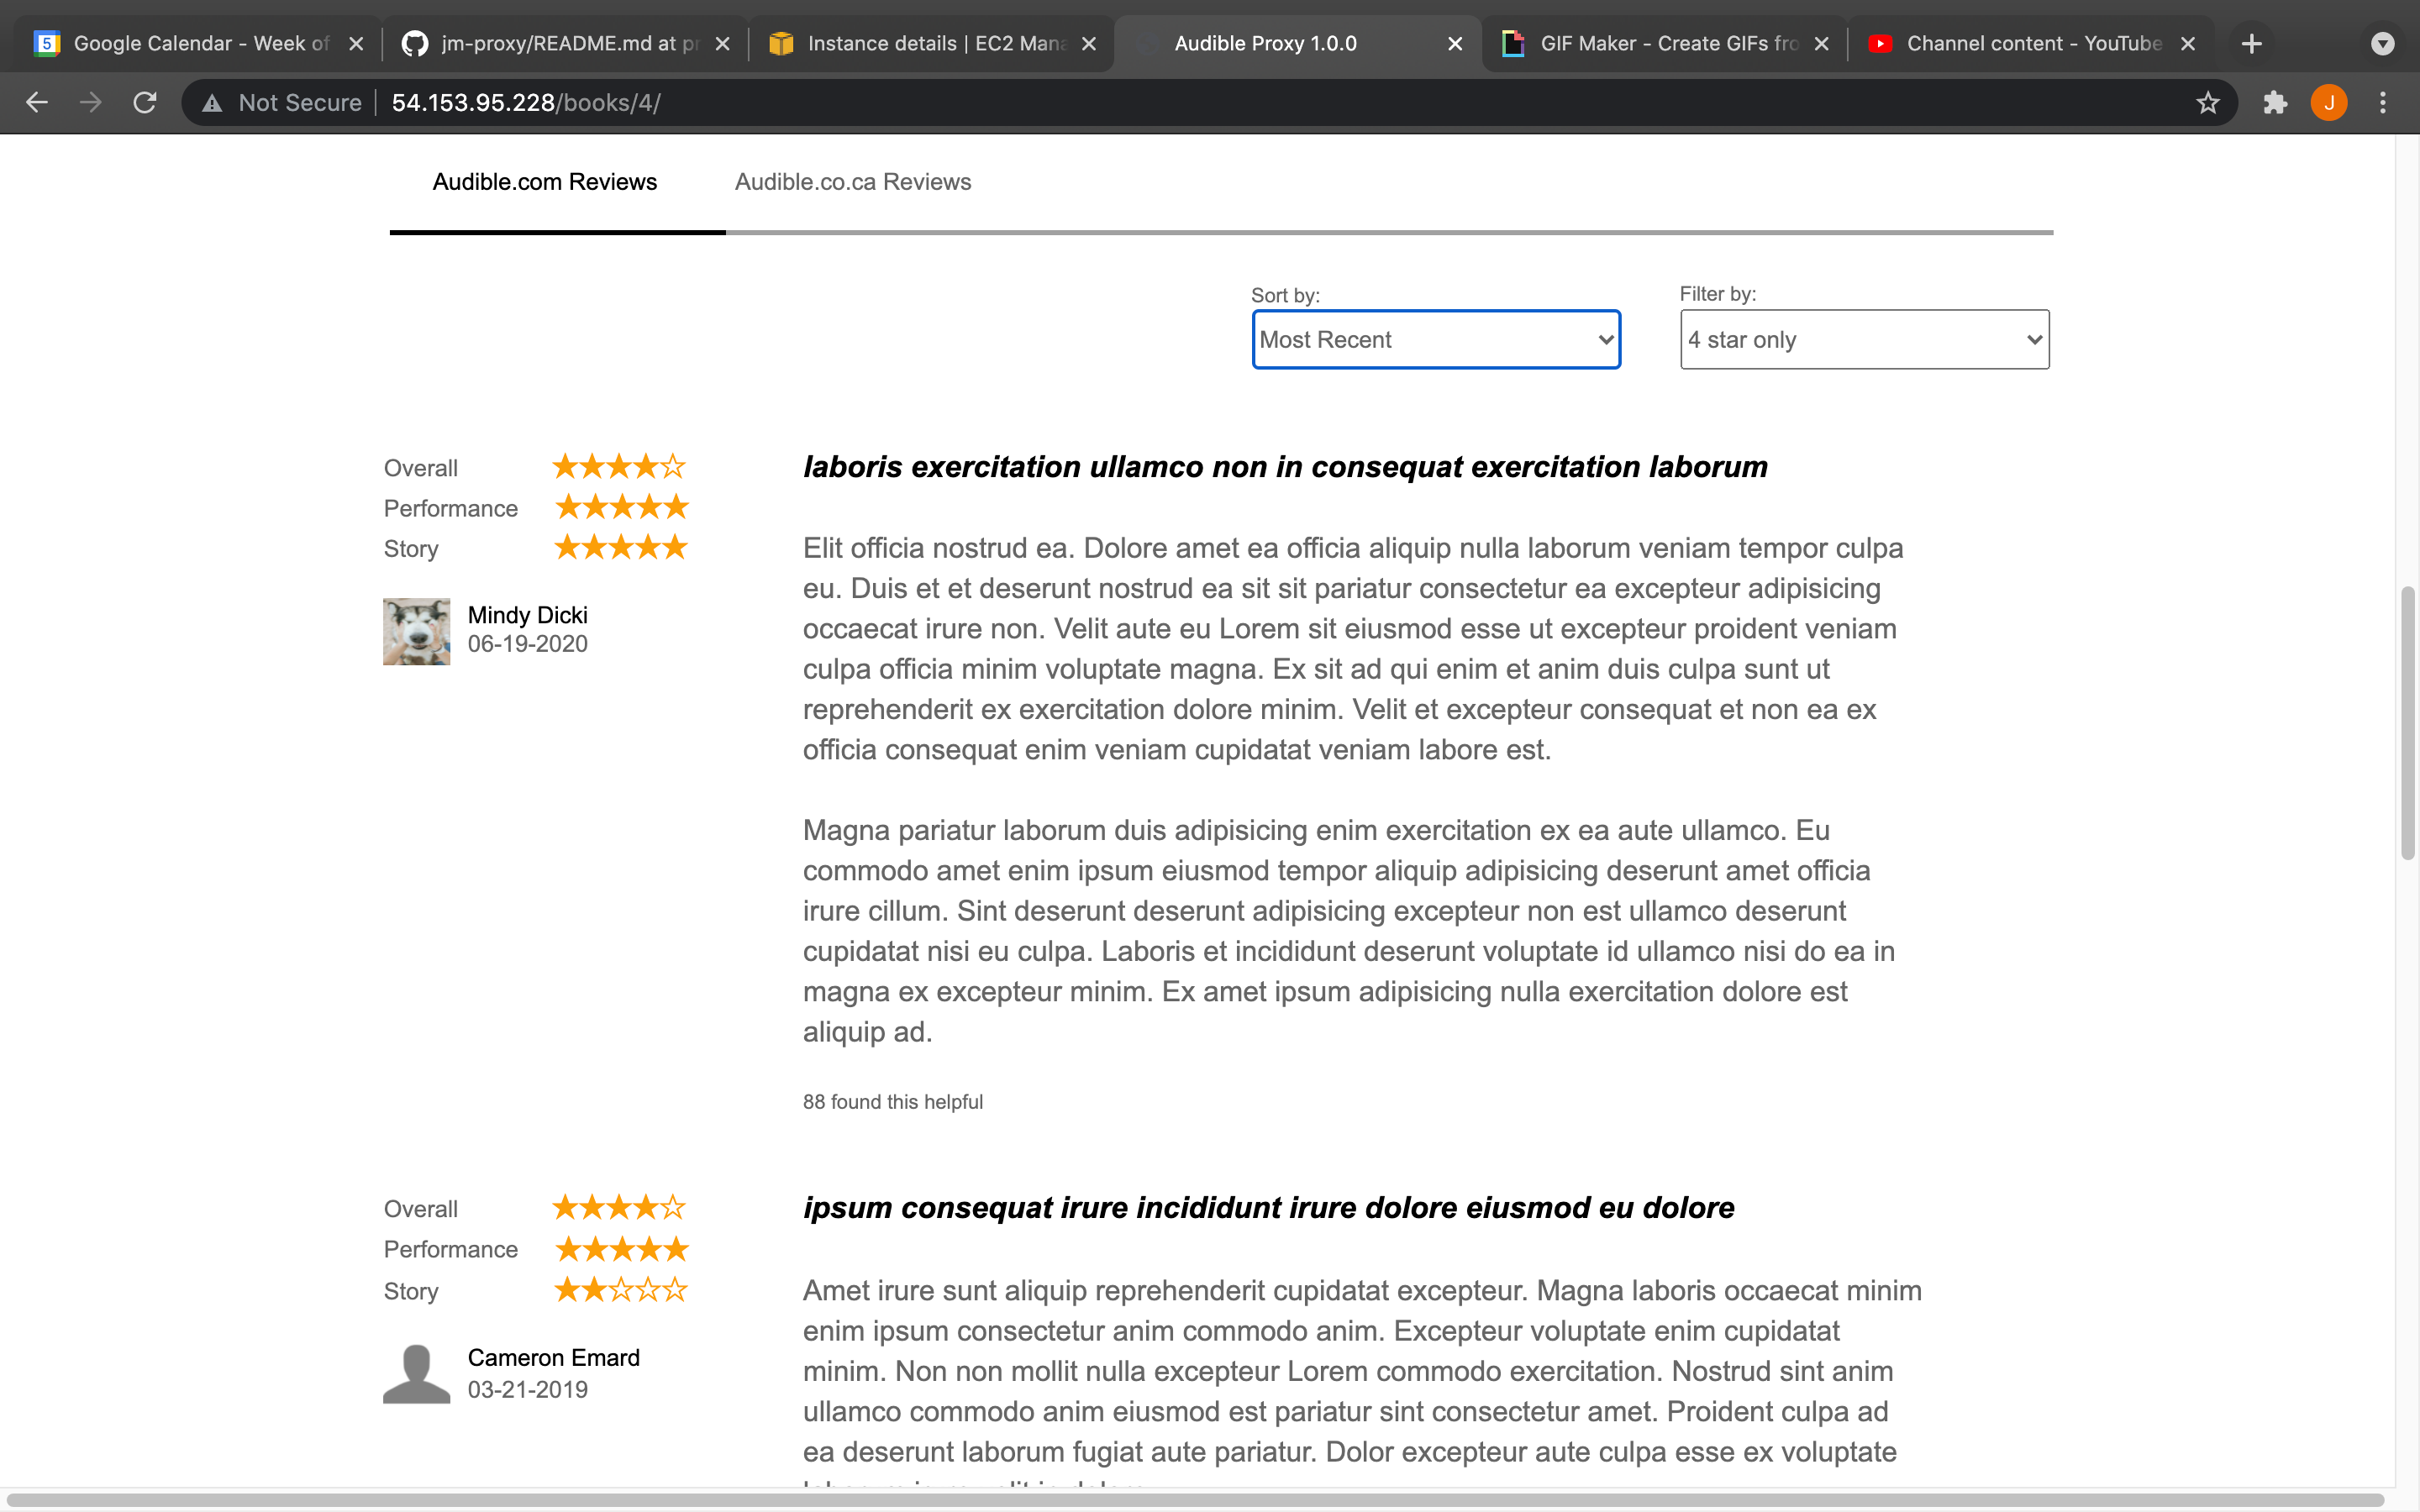 Google Calendar - Week of
jm-proxy/README.md at pr
Instance details | EC2 Mana
Audible Proxy 1.0.0
GIF Maker - Create GIFs fro
Channel content - YouTube
Not Secure
54.153.95.228/books/4/
J
Audible.com Reviews
Audible.co.ca Reviews
Sort by:
Most Recent
Filter by:
4 star only
Overall
Performance
Story
Mindy Dicki
06-19-2020
laboris exercitation ullamco non in consequat exercitation laborum
Elit officia nostrud ea. Dolore amet ea officia aliquip nulla laborum veniam tempor culpa
eu. Duis et et deserunt nostrud ea sit sit pariatur consectetur ea excepteur adipisicing
occaecat irure non. Velit aute eu Lorem sit eiusmod esse ut excepteur proident veniam
culpa officia minim voluptate magna. Ex sit ad qui enim et anim duis culpa sunt ut
reprehenderit ex exercitation dolore minim. Velit et excepteur consequat et non ea ex
officia consequat enim veniam cupidatat veniam labore est.
Magna pariatur laborum duis adipisicing enim exercitation ex ea aute ullamco. Eu
commodo amet enim ipsum eiusmod tempor aliquip adipisicing deserunt amet officia
irure cillum. Sint deserunt deserunt adipisicing excepteur non est ullamco deserunt
cupidatat nisi eu culpa. Laboris et incididunt deserunt voluptate id ullamco nisi do ea in
magna ex excepteur minim. Ex amet ipsum adipisicing nulla exercitation dolore est
aliquip ad.
88 found this helpful
Overall
Performance
Story
Cameron Emard
03-21-2019
ipsum consequat irure incididunt irure dolore eiusmod eu dolore
Amet irure sunt aliquip reprehenderit cupidatat excepteur. Magna laboris occaecat minim
enim ipsum consectetur anim commodo anim. Excepteur voluptate enim cupidatat
minim. Non non mollit nulla excepteur Lorem commodo exercitation. Nostrud sint anim
ullamco commodo anim eiusmod est pariatur sint consectetur amet. Proident culpa ad
ea deserunt laborum fugiat aute pariatur. Dolor excepteur aute culpa esse ex voluptate